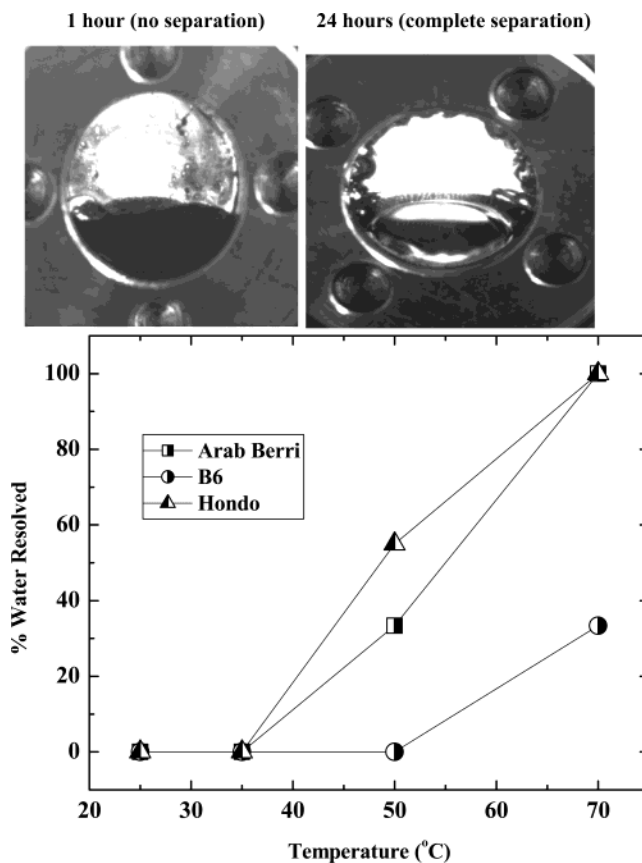 1 hour (no separation) 24 hours (complete separation)
100
80
60
40
20
0
% Water Resolved
Arab Berri
B6
Hondo
20 30 40 50 60 70
Temperature (°C)